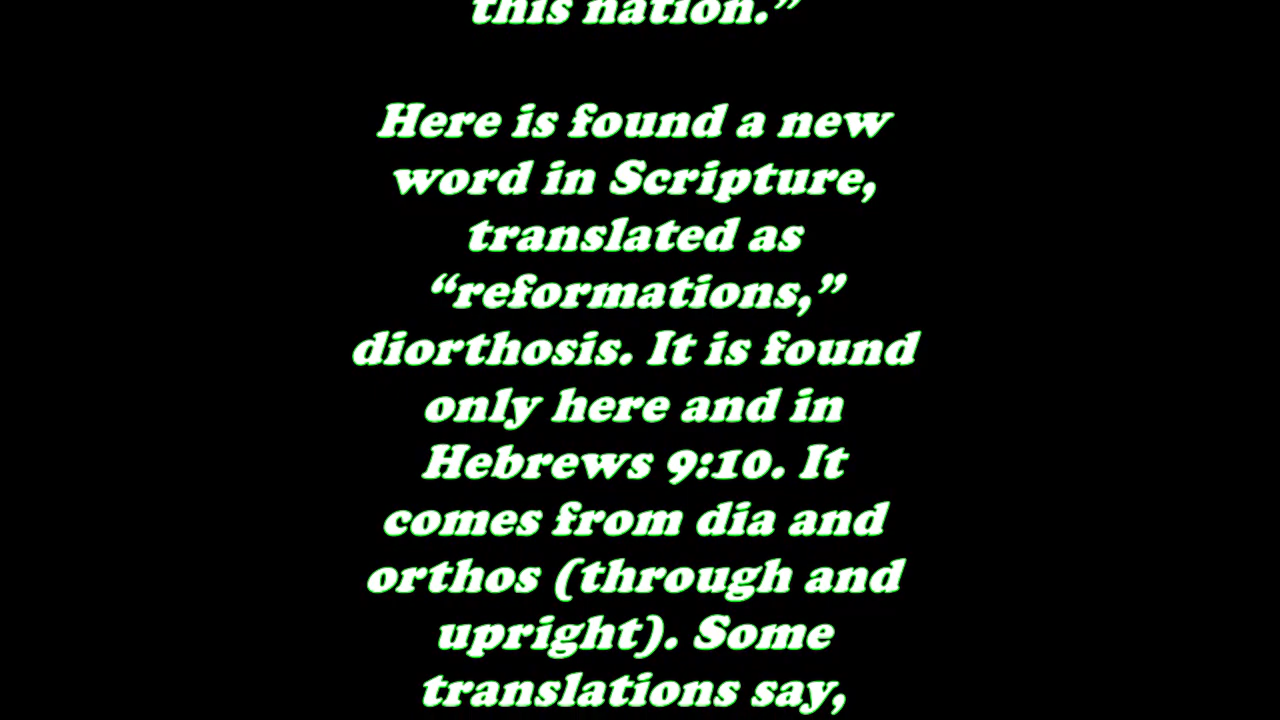 this nation.”
Here is found a new
word in Scripture,
translated as
“reformations,”
diorthosis. It is found
only here and in
Hebrews 9:10. It
comes from dia and
orthos (through and
upright). Some
translations say,